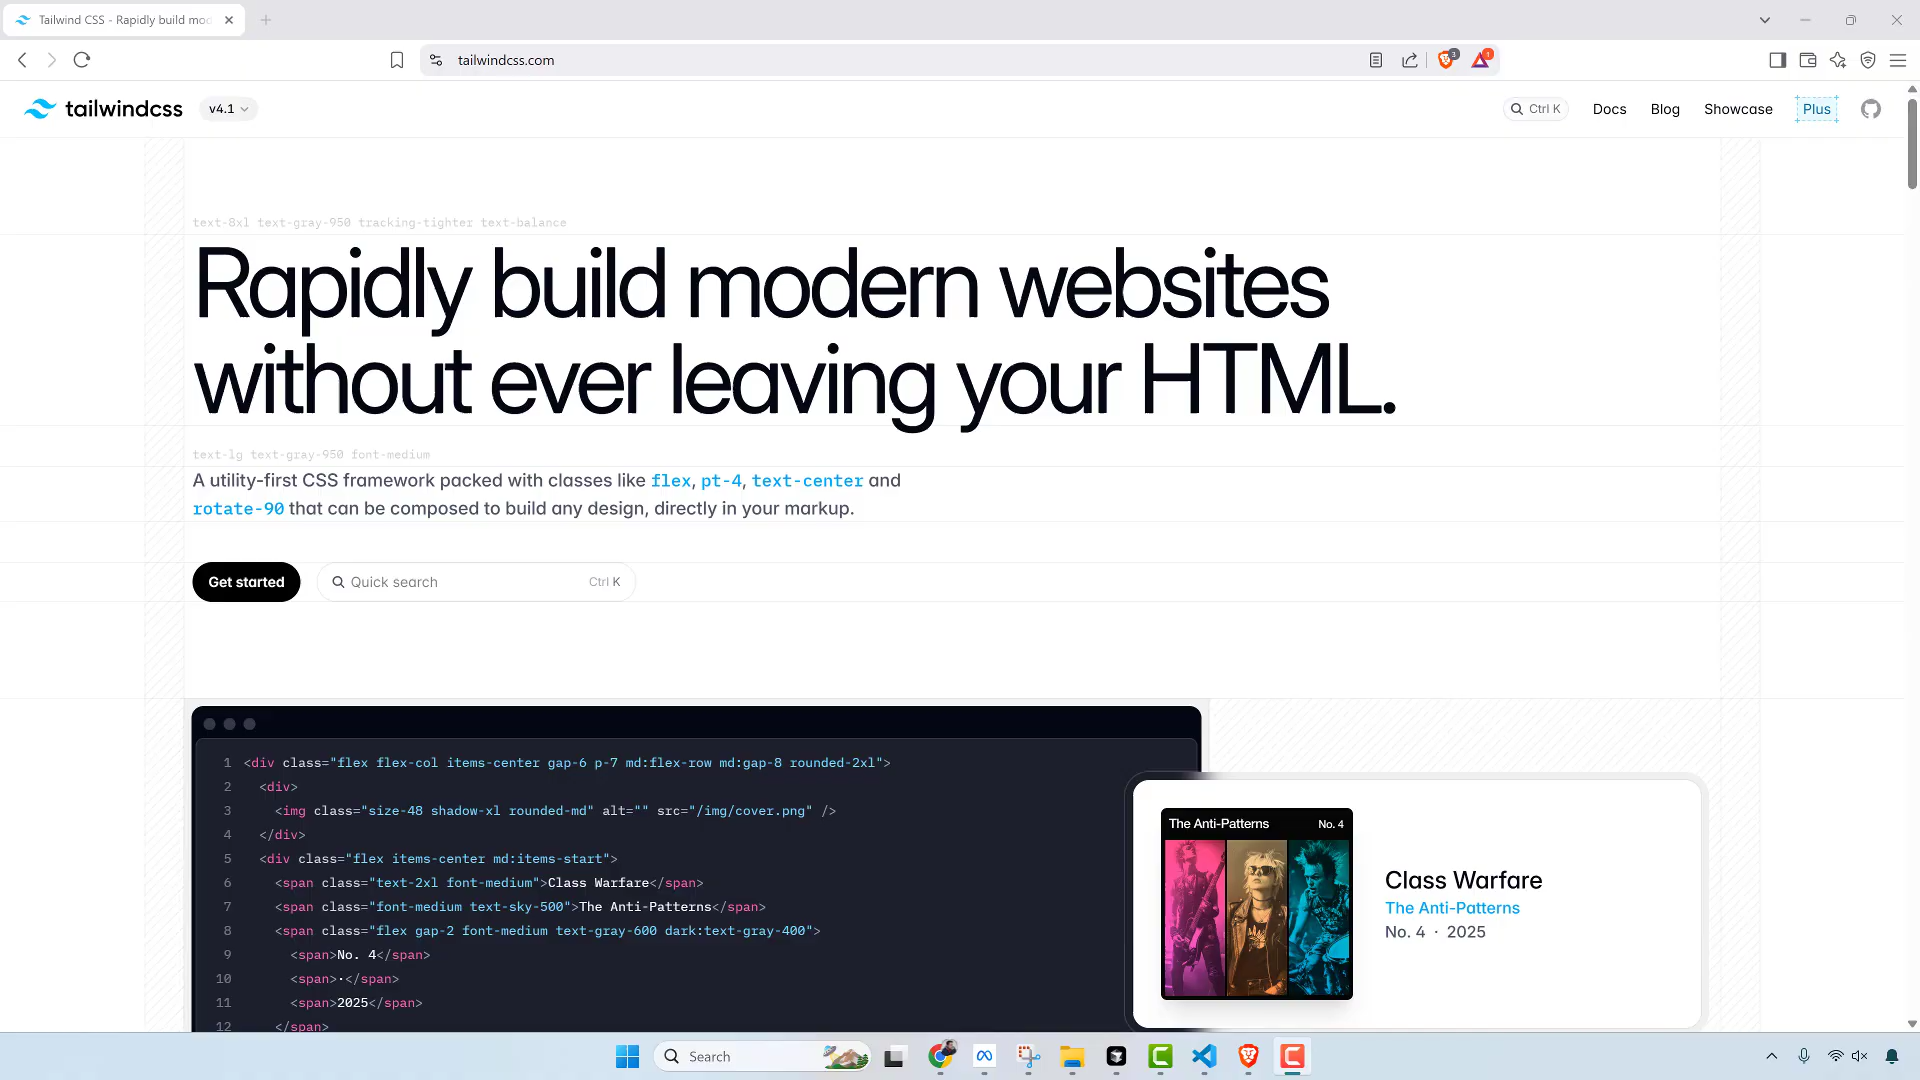 Tailwind CSS - Rapidly build mod
tailwindcss.com
3
1
tailwindcss
v4.1
Ctrl K
Docs
Blog
Showcase
Plus
text-8xl text-gray-950 tracking-tighter text-balance
Rapidly build modern websites
without ever leaving your HTML.
text-lg text-gray-950 font-medium
A utility-first CSS framework packed with classes like flex, pt-4, text-center and
rotate-90 that can be composed to build any design, directly in your markup.
Get started
Quick search
Ctrl K
1 <div class="flex flex-col items-center gap-6 p-7 md:flex-row md:gap-8 rounded-2xl">
2 <div>
3 <img class="size-48 shadow-xl rounded-md" alt="" src="/img/cover.png" />
4 </div>
5 <div class="flex items-center md:items-start">
6 <span class="text-2xl font-medium">Class Warfare</span>
7 <span class="font-medium text-sky-500">The Anti-Patterns</span>
8 <span class="flex gap-2 font-medium text-gray-600 dark:text-gray-400">
9 <span>No. 4</span>
10 <span>·</span>
11 <span>2025</span>
12 </span>
The Anti-Patterns
No. 4
Class Warfare
The Anti-Patterns
No. 4 · 2025
Search